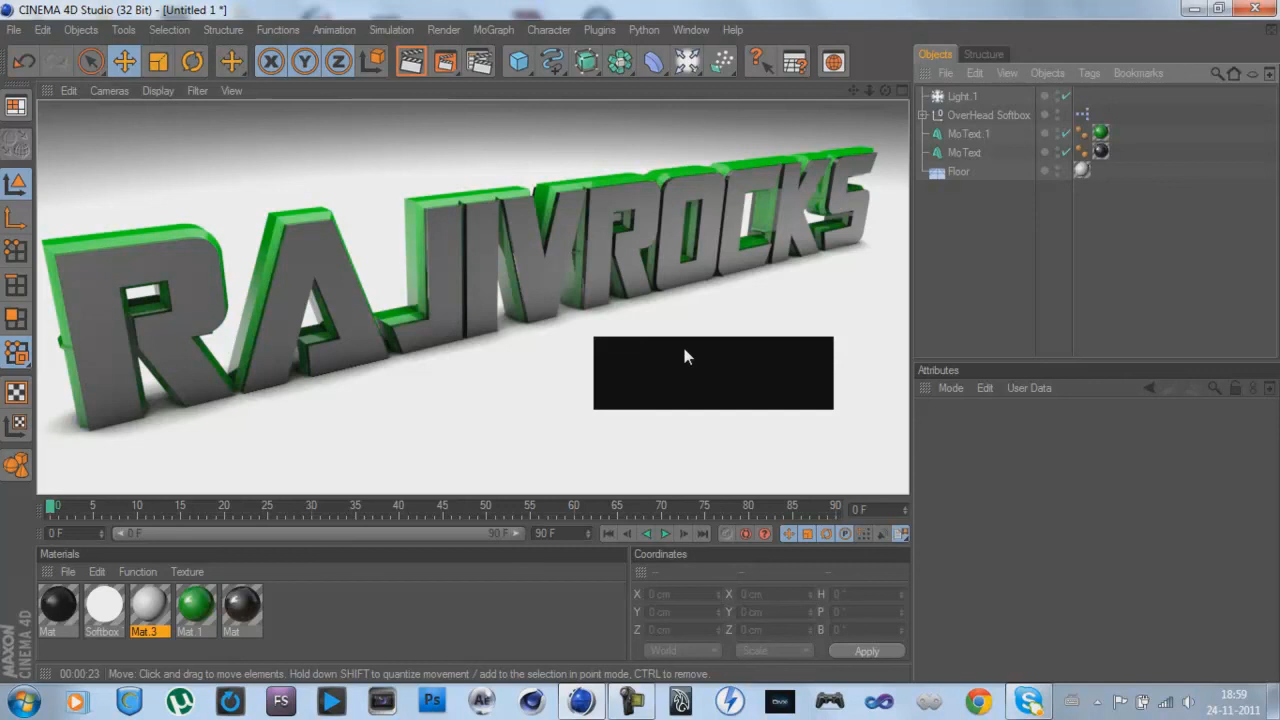 CINEMA 4D Studio (32 Bit) - [Untitled 1 *]
File Edit Objects Tools Selection Structure Functions Animation Simulation Render MoGraph Character Plugins Python Window Help
Objects Structure
File Edit View Objects Tags Bookmarks
Edit Cameras Display Filter View
Light.1
OverHead Softbox
MoText.1
MoText
Floor
RAJIVROCKS
Attributes
Mode Edit User Data
0 5 10 15 20 25 30 35 40 45 50 55 60 65 70 75 80 85 90 0 F
0 F 0 F 90 F 90 F
Materials
File Edit Function Texture
Mat Softbox Mat.3 Mat.1 Mat
Coordinates
-- -- --
X 0 cm X 0 cm H 0 °
Y 0 cm Y 0 cm P 0 °
Z 0 cm Z 0 cm B 0 °
World Scale Apply
MAXON
CINEMA 4D
00:00:23 Move: Click and drag to move elements. Hold down SHIFT to quantize movement / add to the selection in point mode, CTRL to remove.
FS Ps Ae
18:59
24-11-2011